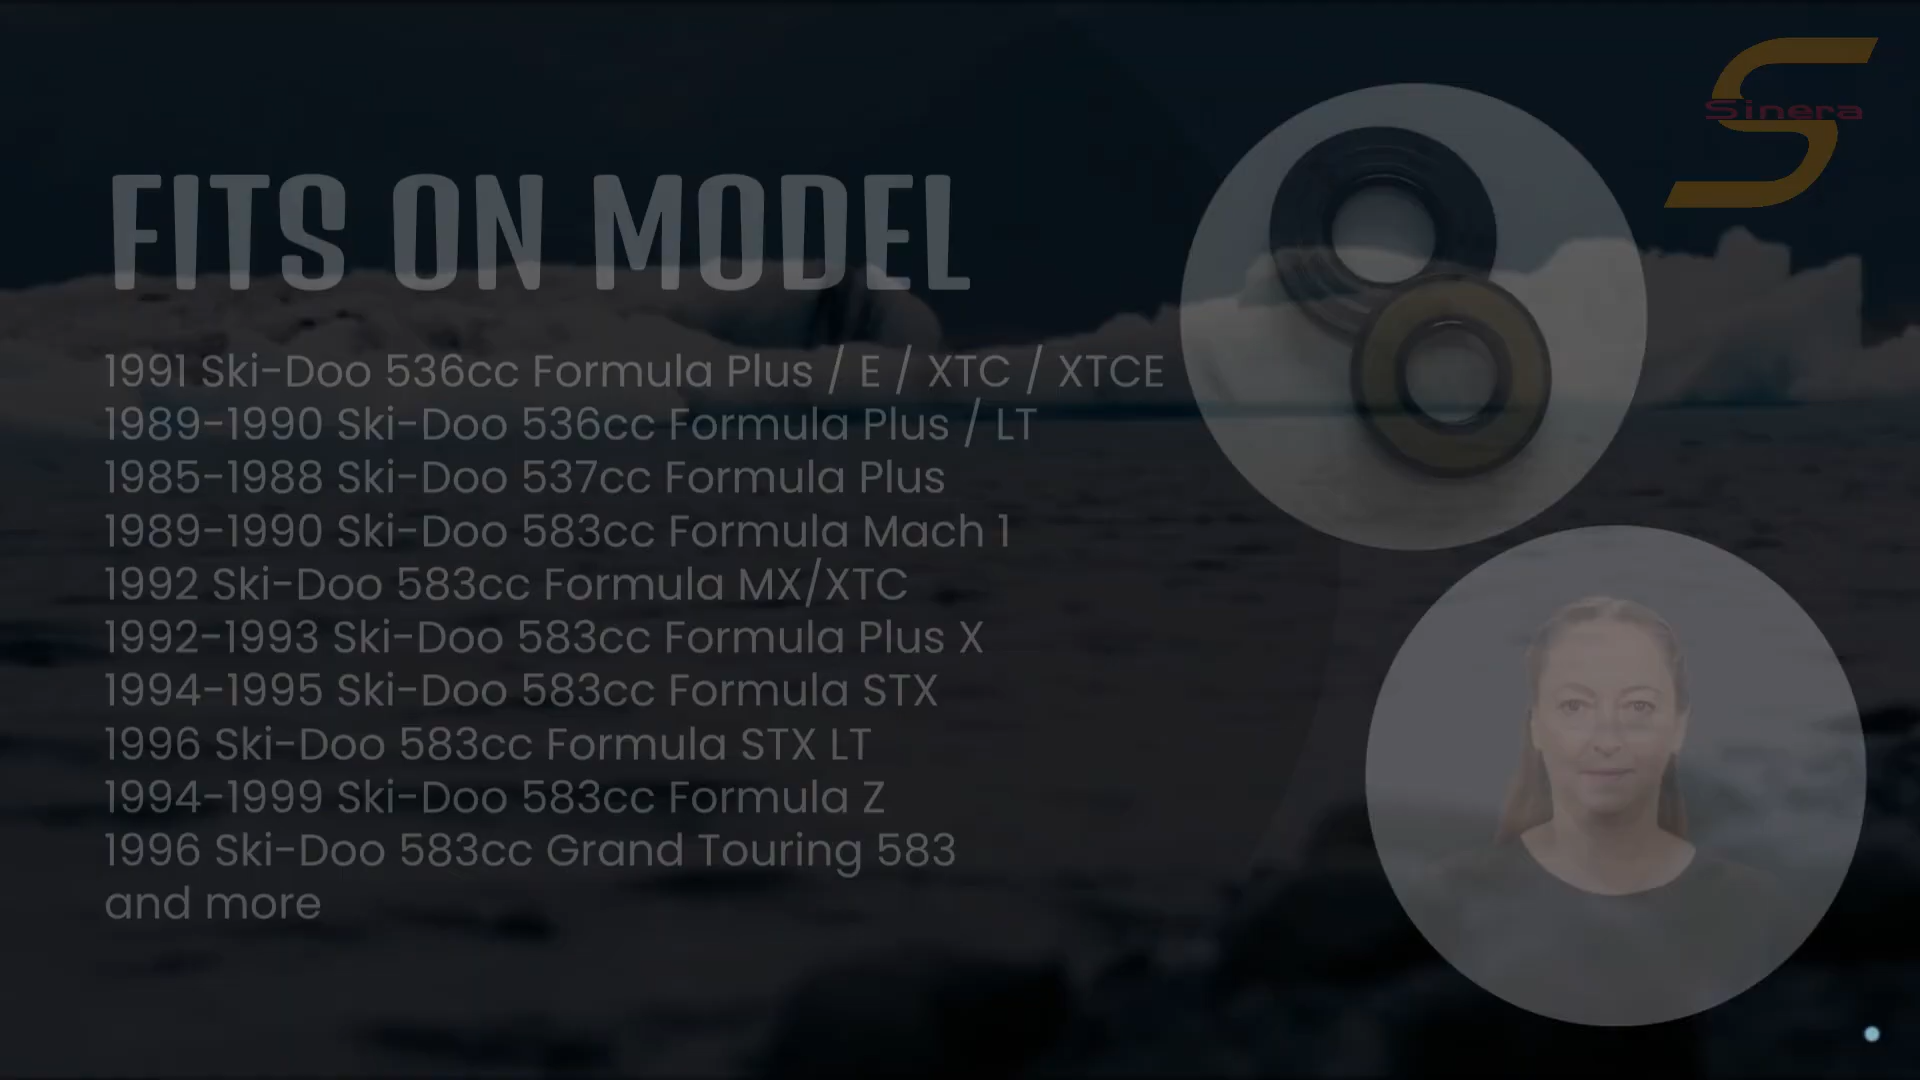 Sinera
FITS ON MODEL
1991 Ski-Doo 536cc Formula Plus / E / XTC / XTCE
1989-1990 Ski-Doo 536cc Formula Plus / LT
1985-1988 Ski-Doo 537cc Formula Plus
1989-1990 Ski-Doo 583cc Formula Mach 1
1992 Ski-Doo 583cc Formula MX/XTC
1992-1993 Ski-Doo 583cc Formula Plus X
1994-1995 Ski-Doo 583cc Formula STX
1996 Ski-Doo 583cc Formula STX LT
1994-1999 Ski-Doo 583cc Formula Z
1996 Ski-Doo 583cc Grand Touring 583
and more